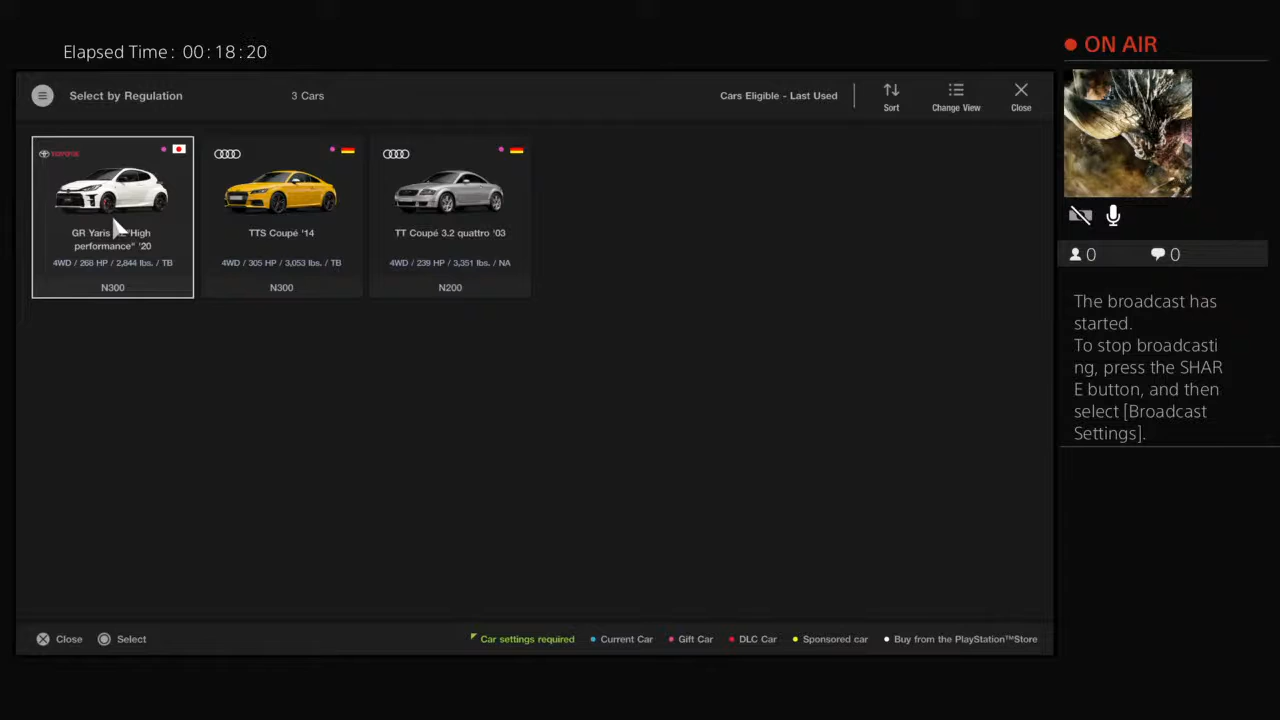 Elapsed Time: 00:18:20
ON AIR
Select by Regulation
3 Cars
Cars Eligible - Last Used
Sort
Change View
Close
GR Yaris "High
performance" '20
4WD / 268 HP / 2,844 lbs. / TB
N300
TTS Coupé '14
4WD / 305 HP / 3,053 lbs. / TB
N300
TT Coupé 3.2 quattro '03
4WD / 239 HP / 3,351 lbs. / NA
N200
0
0
The broadcast has
started.
To stop broadcasti
ng, press the SHAR
E button, and then
select [Broadcast
Settings].
Close
Select
Car settings required
Current Car
Gift Car
DLC Car
Sponsored car
Buy from the PlayStation™Store